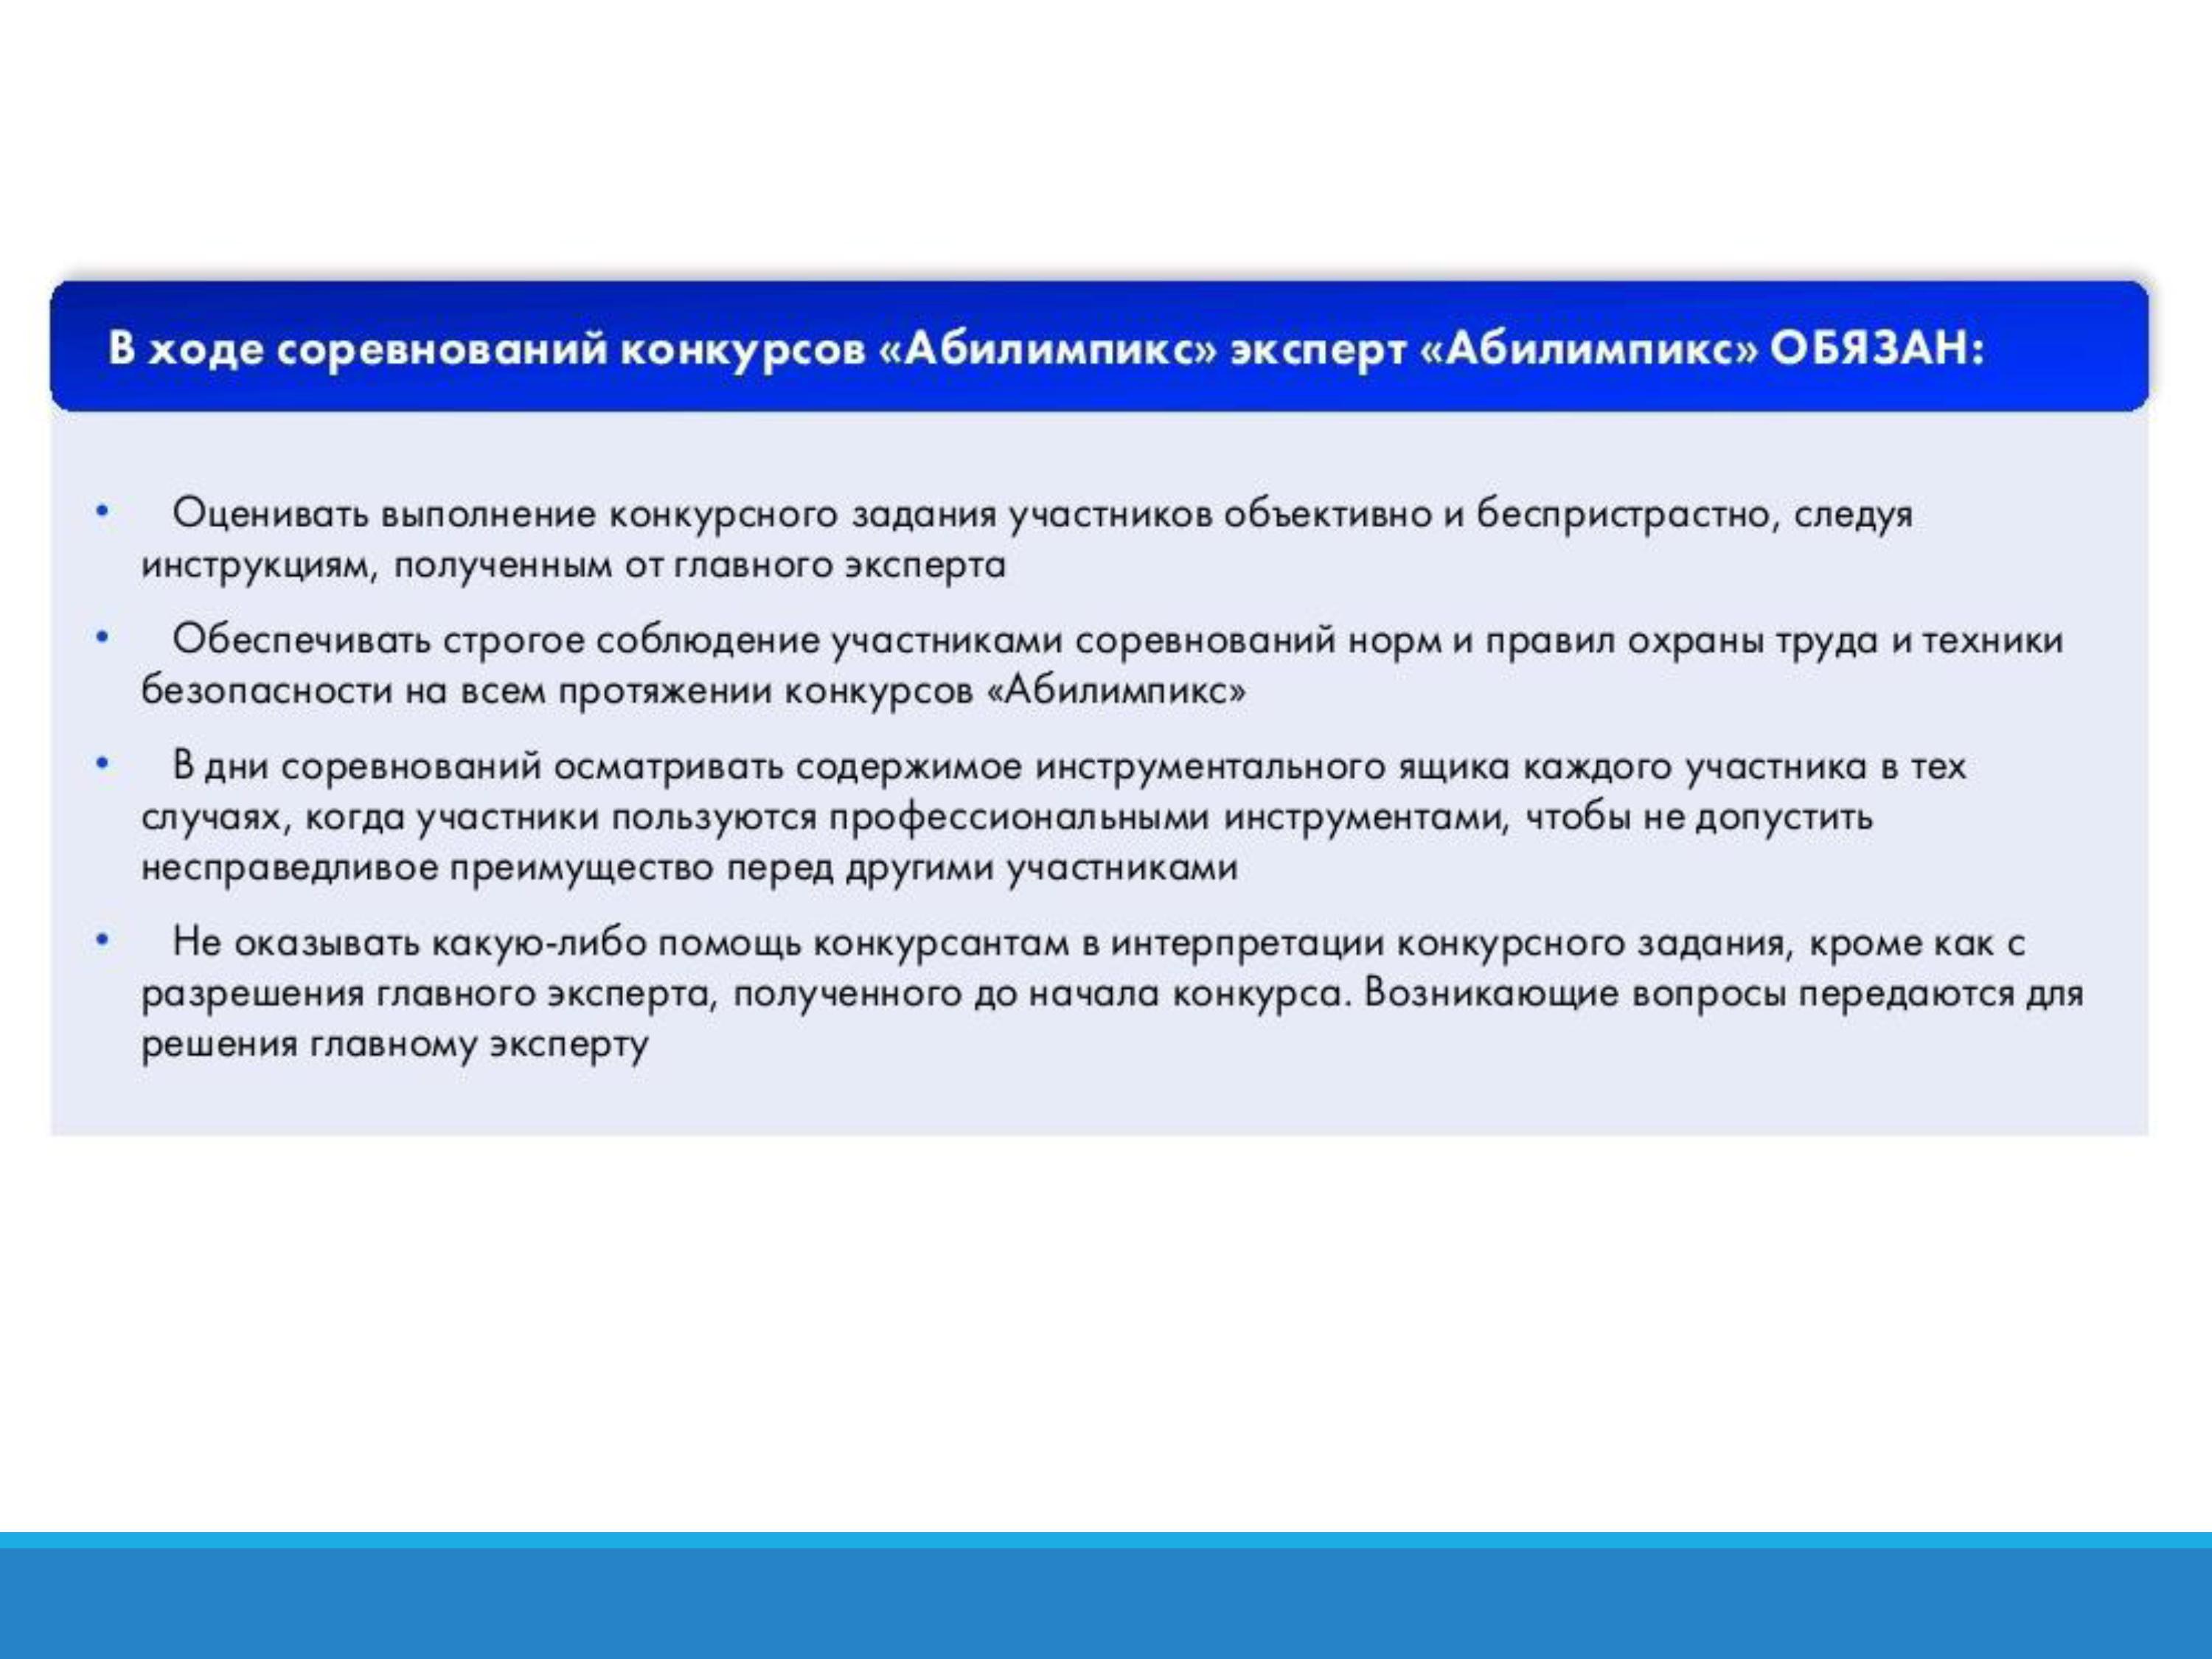 В ходе соревнований конкурсов «Абилимпикс» эксперт «Абилимпикс» ОБЯЗАН:
• Оценивать выполнение конкурсного задания участников объективно и беспристрастно, следуя
инструкциям, полученным от главного эксперта
• Обеспечивать строгое соблюдение участниками соревнований норм и правил охраны труда и техники
безопасности на всем протяжении конкурсов «Абилимпикс»
• В дни соревнований осматривать содержимое инструментального ящика каждого участника в тех
случаях, когда участники пользуются профессиональными инструментами, чтобы не допустить
несправедливое преимущество перед другими участниками
• Не оказывать какую-либо помощь конкурсантам в интерпретации конкурсного задания, кроме как с
разрешения главного эксперта, полученного до начала конкурса. Возникающие вопросы передаются для
решения главному эксперту